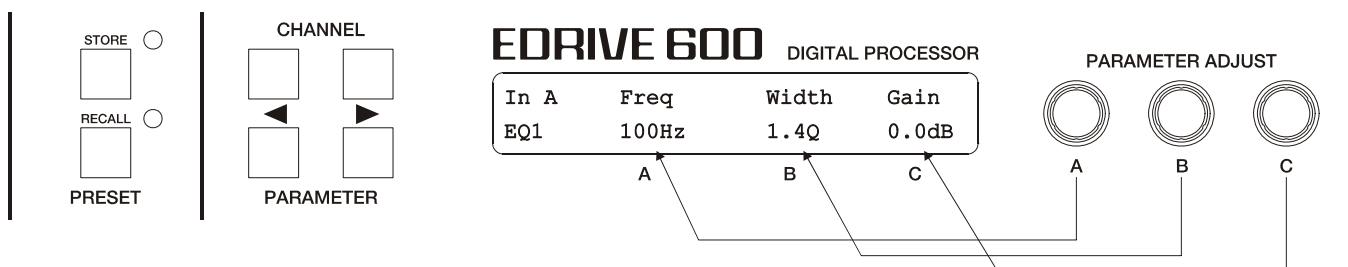 STORE
RECALL
PRESET
CHANNEL
PARAMETER
EDRIVE 600 DIGITAL PROCESSOR
In A Freq Width Gain
EQ1 100Hz 1.4Q 0.0dB
A B C
PARAMETER ADJUST
A B C